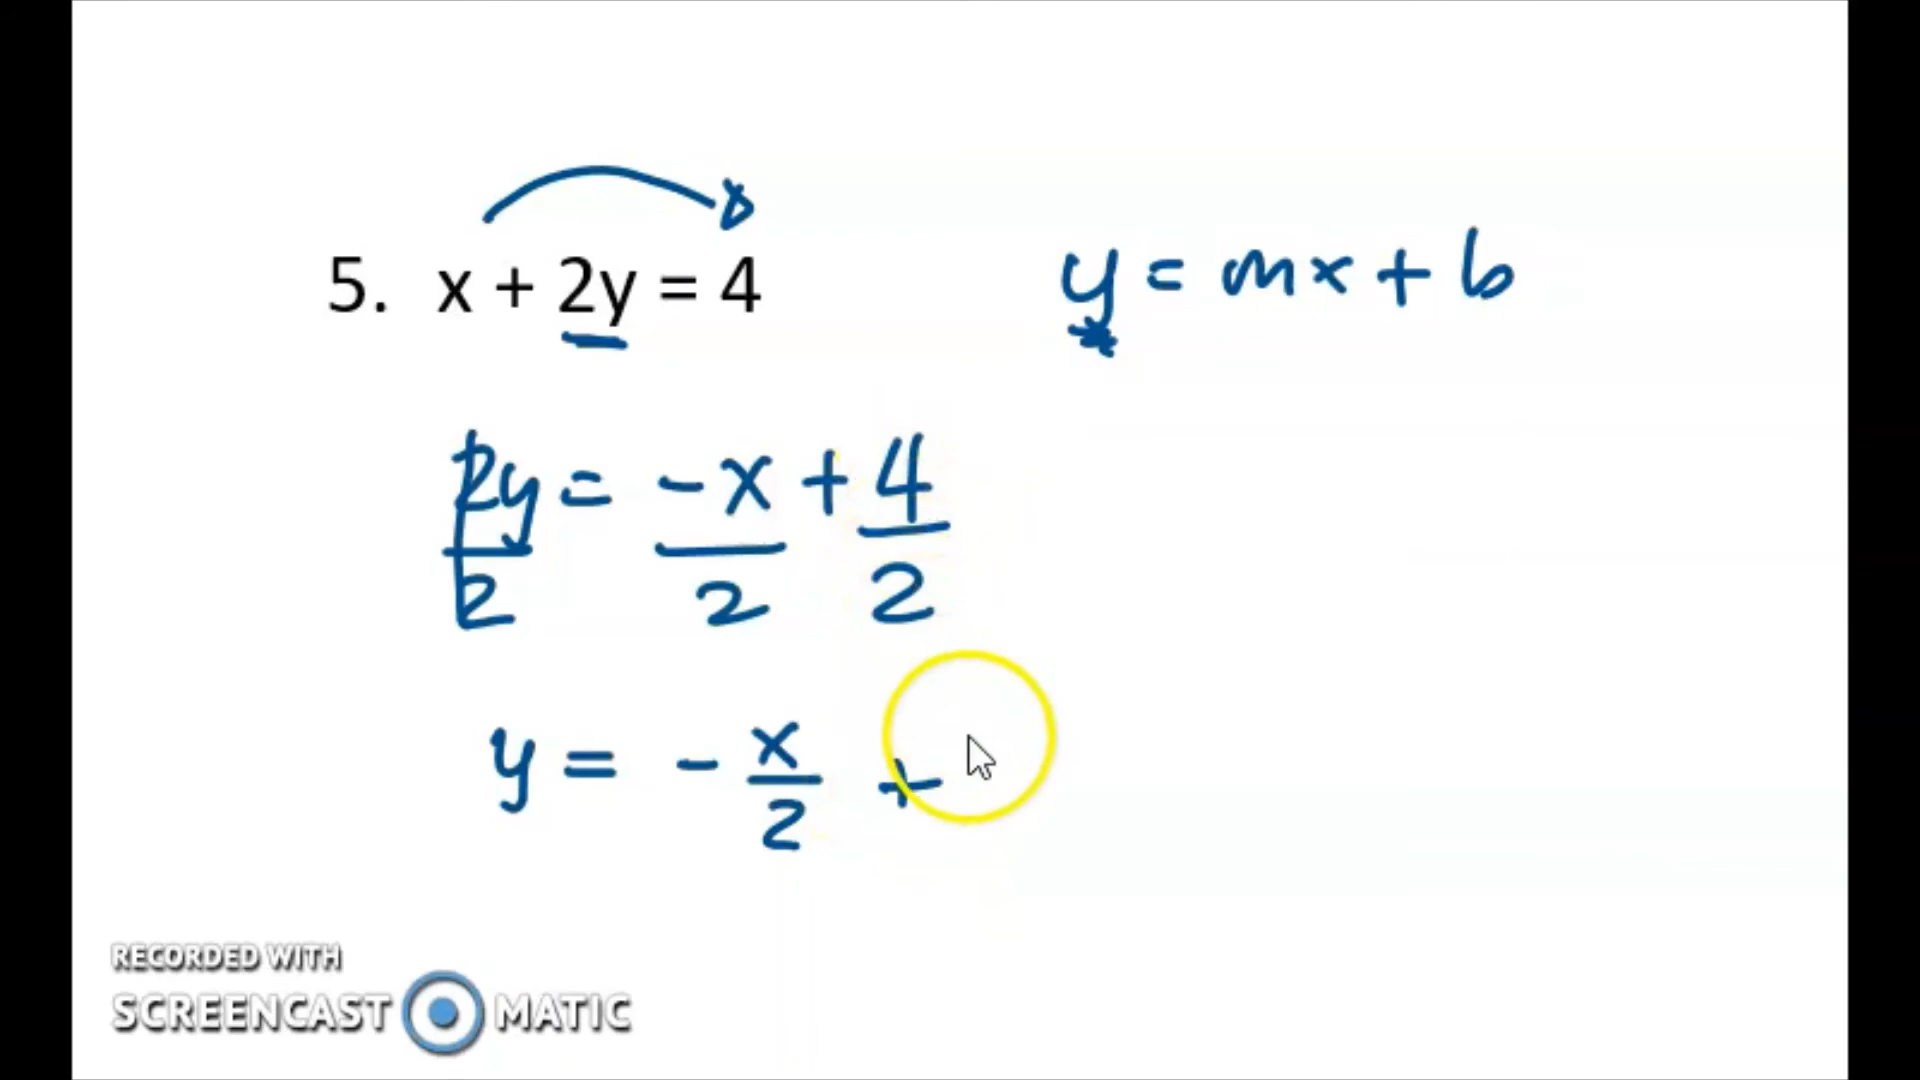 5. x + 2y = 4
y = mx + b
2y = -x + 4
2 2 2
y = - x/2 +
RECORDED WITH
SCREENCAST MATIC